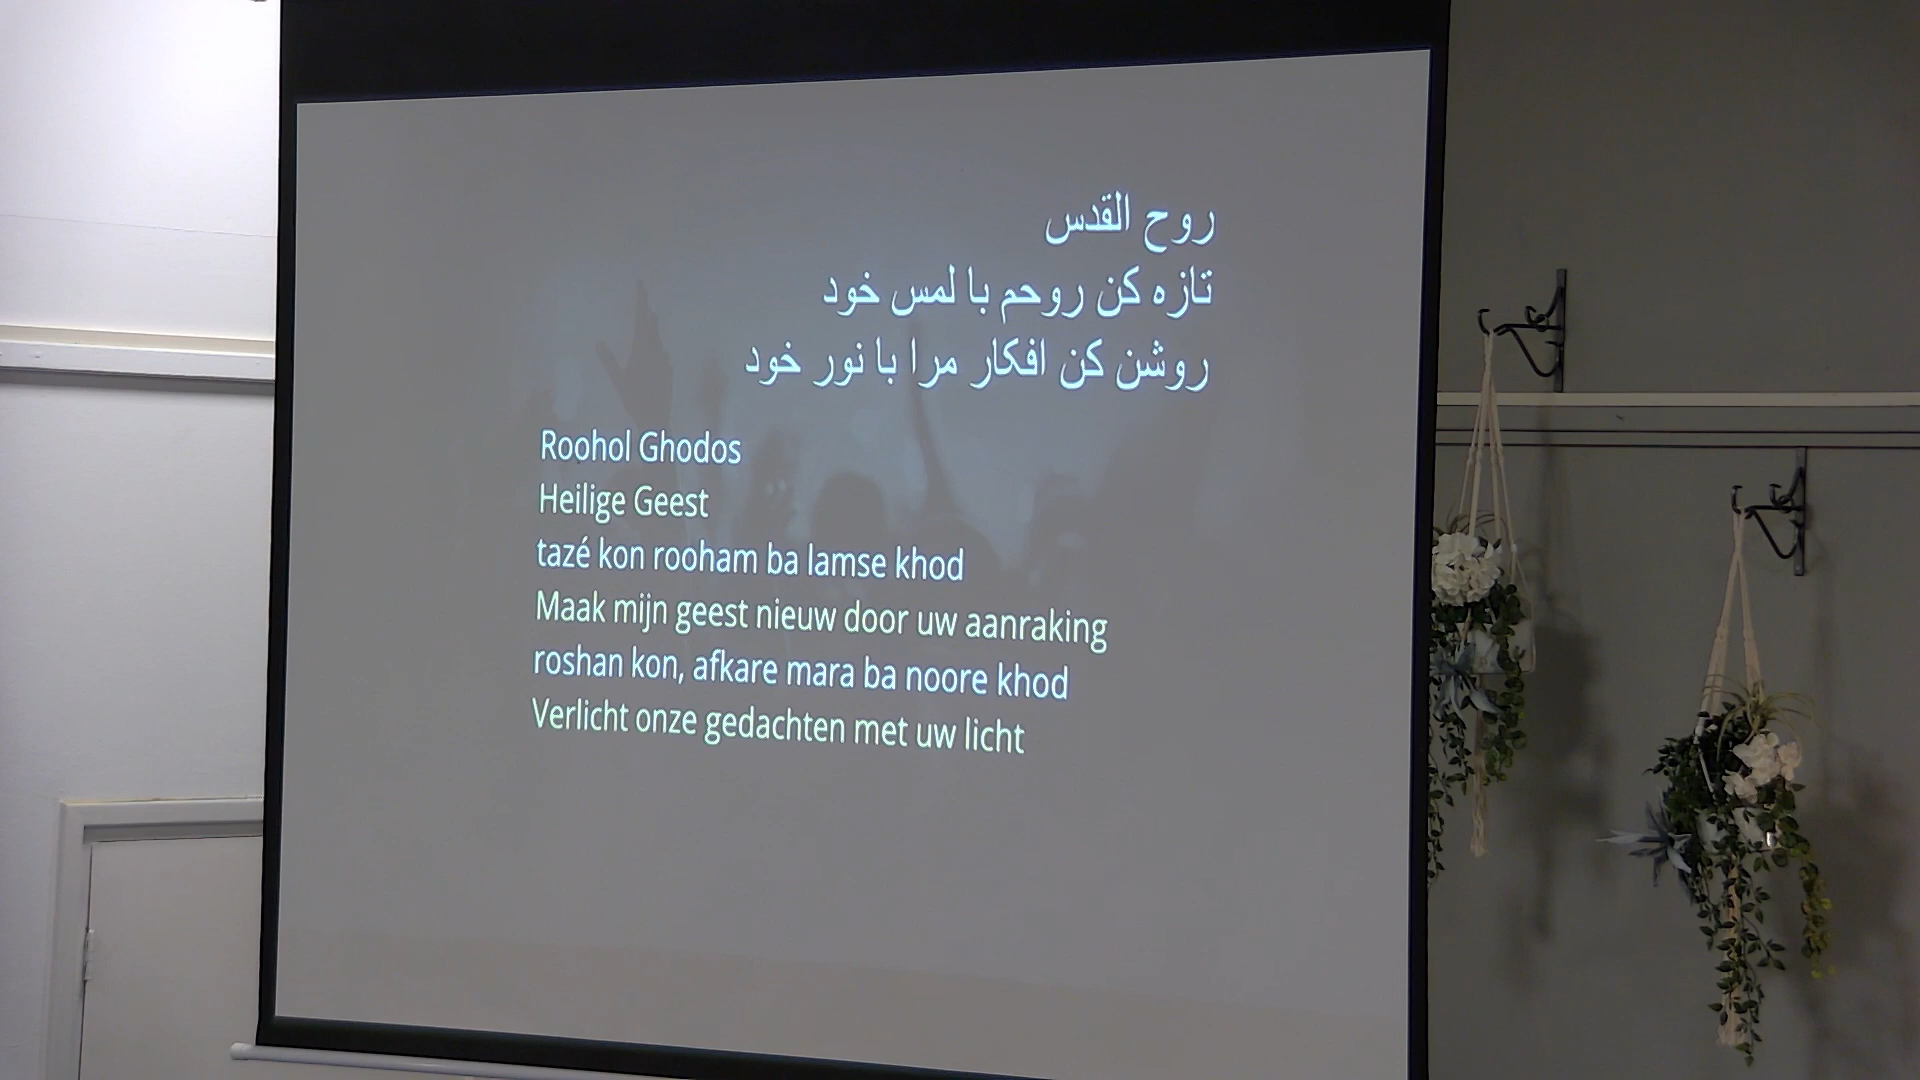 روح القدس
تازه کن روحم با لمس خود
روشن کن افکار مرا با نور خود
Roohol Ghodos
Heilige Geest
tazé kon rooham ba lamse khod
Maak mijn geest nieuw door uw aanraking
roshan kon, afkare mara ba noore khod
Verlicht onze gedachten met uw licht